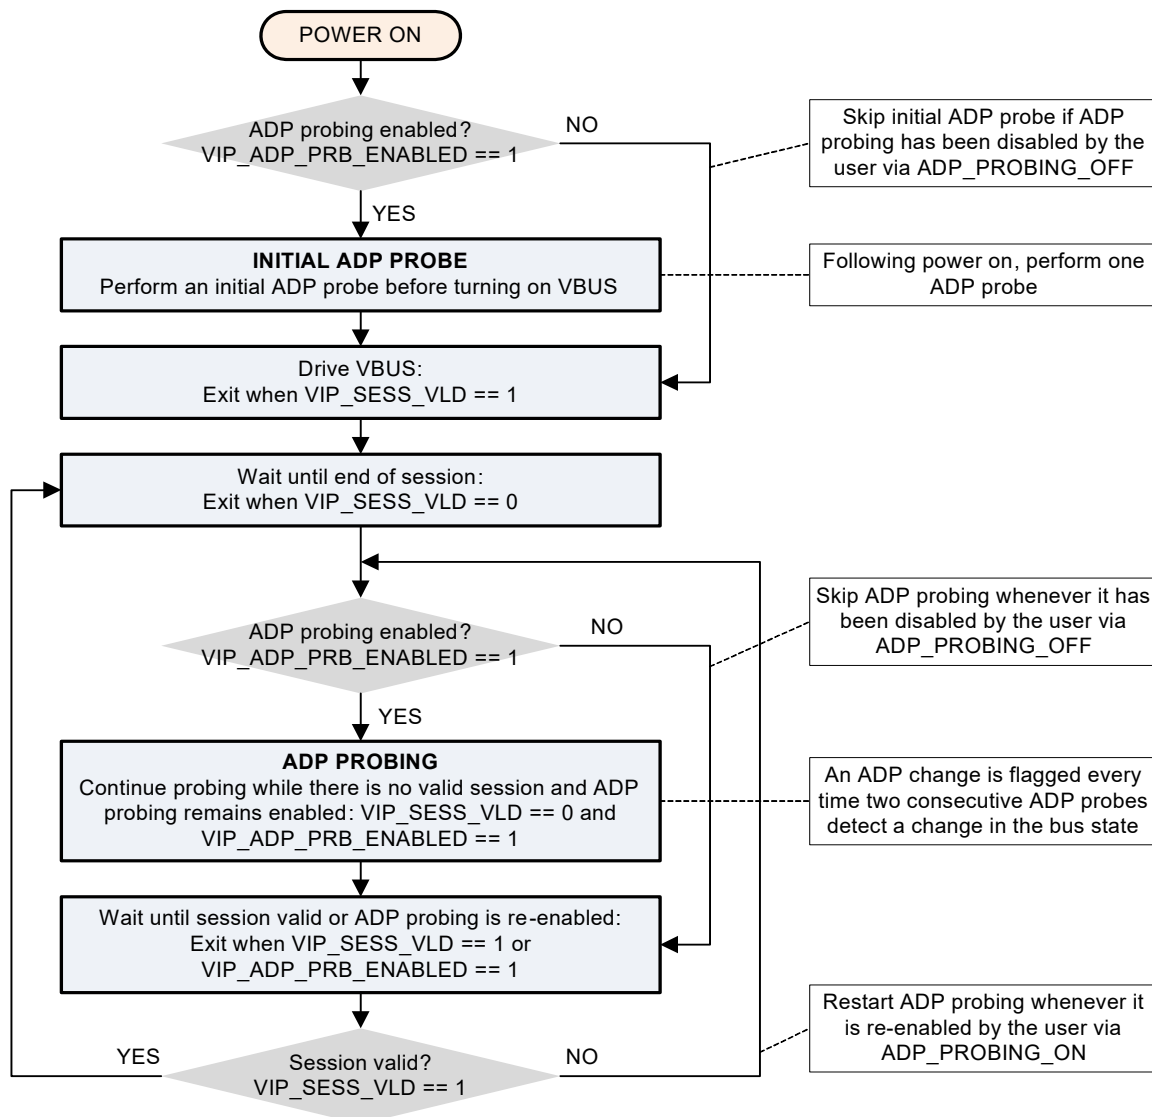 POWER ON
ADP probing enabled?
VIP_ADP_PRB_ENABLED == 1
NO
Skip initial ADP probe if ADP
probing has been disabled by the
user via ADP_PROBING_OFF
YES
INITIAL ADP PROBE
Perform an initial ADP probe before turning on VBUS
Following power on, perform one
ADP probe
Drive VBUS:
Exit when VIP_SESS_VLD == 1
Wait until end of session:
Exit when VIP_SESS_VLD == 0
ADP probing enabled?
VIP_ADP_PRB_ENABLED == 1
NO
Skip ADP probing whenever it has
been disabled by the user via
ADP_PROBING_OFF
YES
ADP PROBING
Continue probing while there is no valid session and ADP
probing remains enabled: VIP_SESS_VLD == 0 and
VIP_ADP_PRB_ENABLED == 1
An ADP change is flagged every
time two consecutive ADP probes
detect a change in the bus state
Wait until session valid or ADP probing is re-enabled:
Exit when VIP_SESS_VLD == 1 or
VIP_ADP_PRB_ENABLED == 1
Restart ADP probing whenever it
is re-enabled by the user via
ADP_PROBING_ON
YES
Session valid?
VIP_SESS_VLD == 1
NO